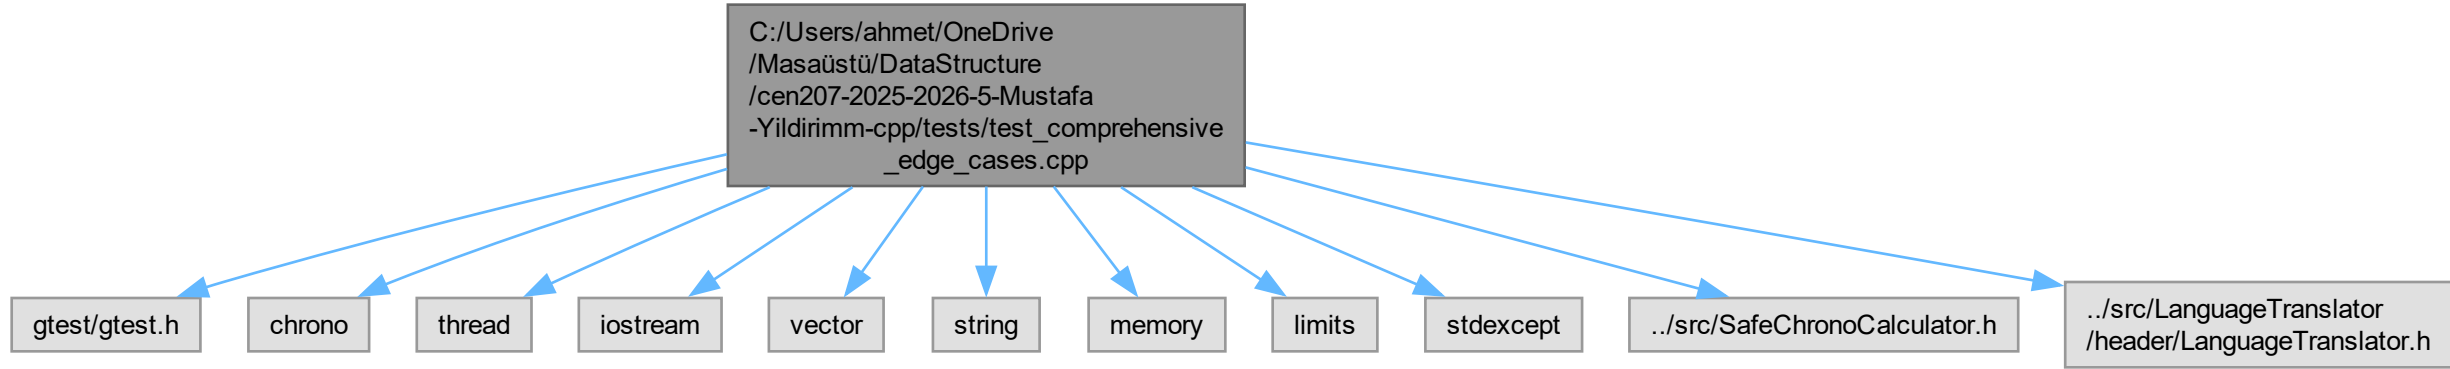 C:/Users/ahmet/OneDrive
/Masaüstü/DataStructure
/cen207-2025-2026-5-Mustafa
-Yildirimm-cpp/tests/test_comprehensive
_edge_cases.cpp
gtest/gtest.h
chrono
thread
iostream
vector
string
memory
limits
stdexcept
../src/SafeChronoCalculator.h
../src/LanguageTranslator
/header/LanguageTranslator.h